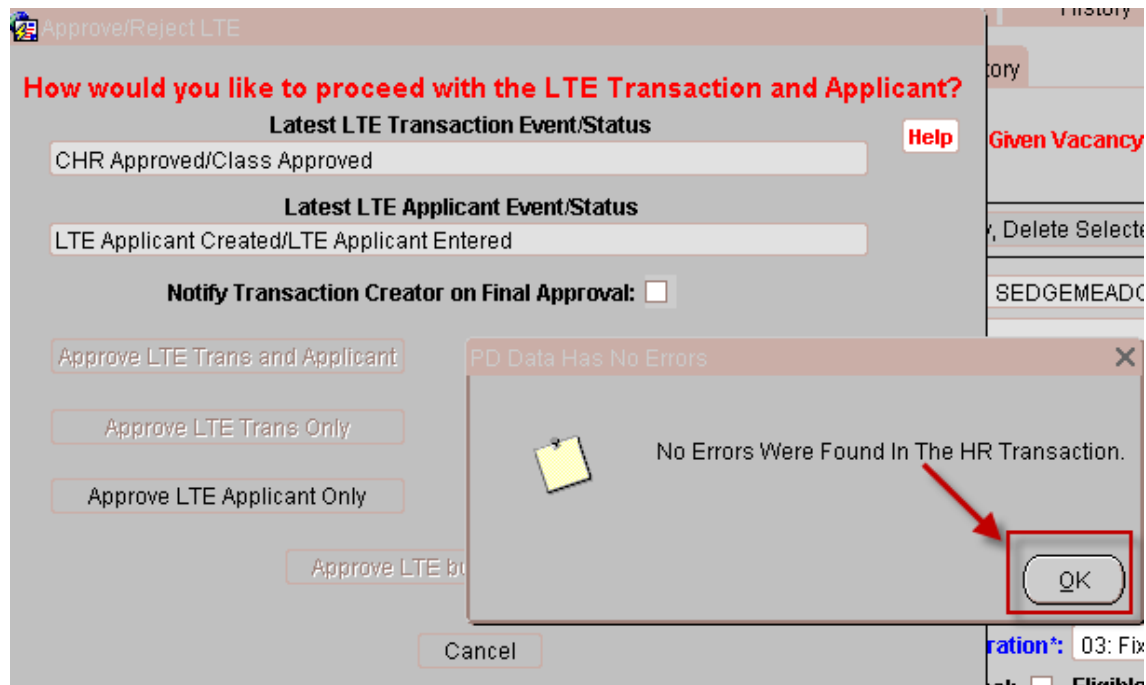 Approve/Reject LTE
History
tory
How would you like to proceed with the LTE Transaction and Applicant?
Latest LTE Transaction Event/Status
Help
Given Vacancy
CHR Approved/Class Approved
Latest LTE Applicant Event/Status
, Delete Selecte
LTE Applicant Created/LTE Applicant Entered
Notify Transaction Creator on Final Approval:
SEDGEMEADO
Approve LTE Trans and Applicant
PD Data Has No Errors
Approve LTE Trans Only
No Errors Were Found In The HR Transaction.
Approve LTE Applicant Only
Approve LTE bu
OK
Cancel
ration*: 03: Fix
Eligible